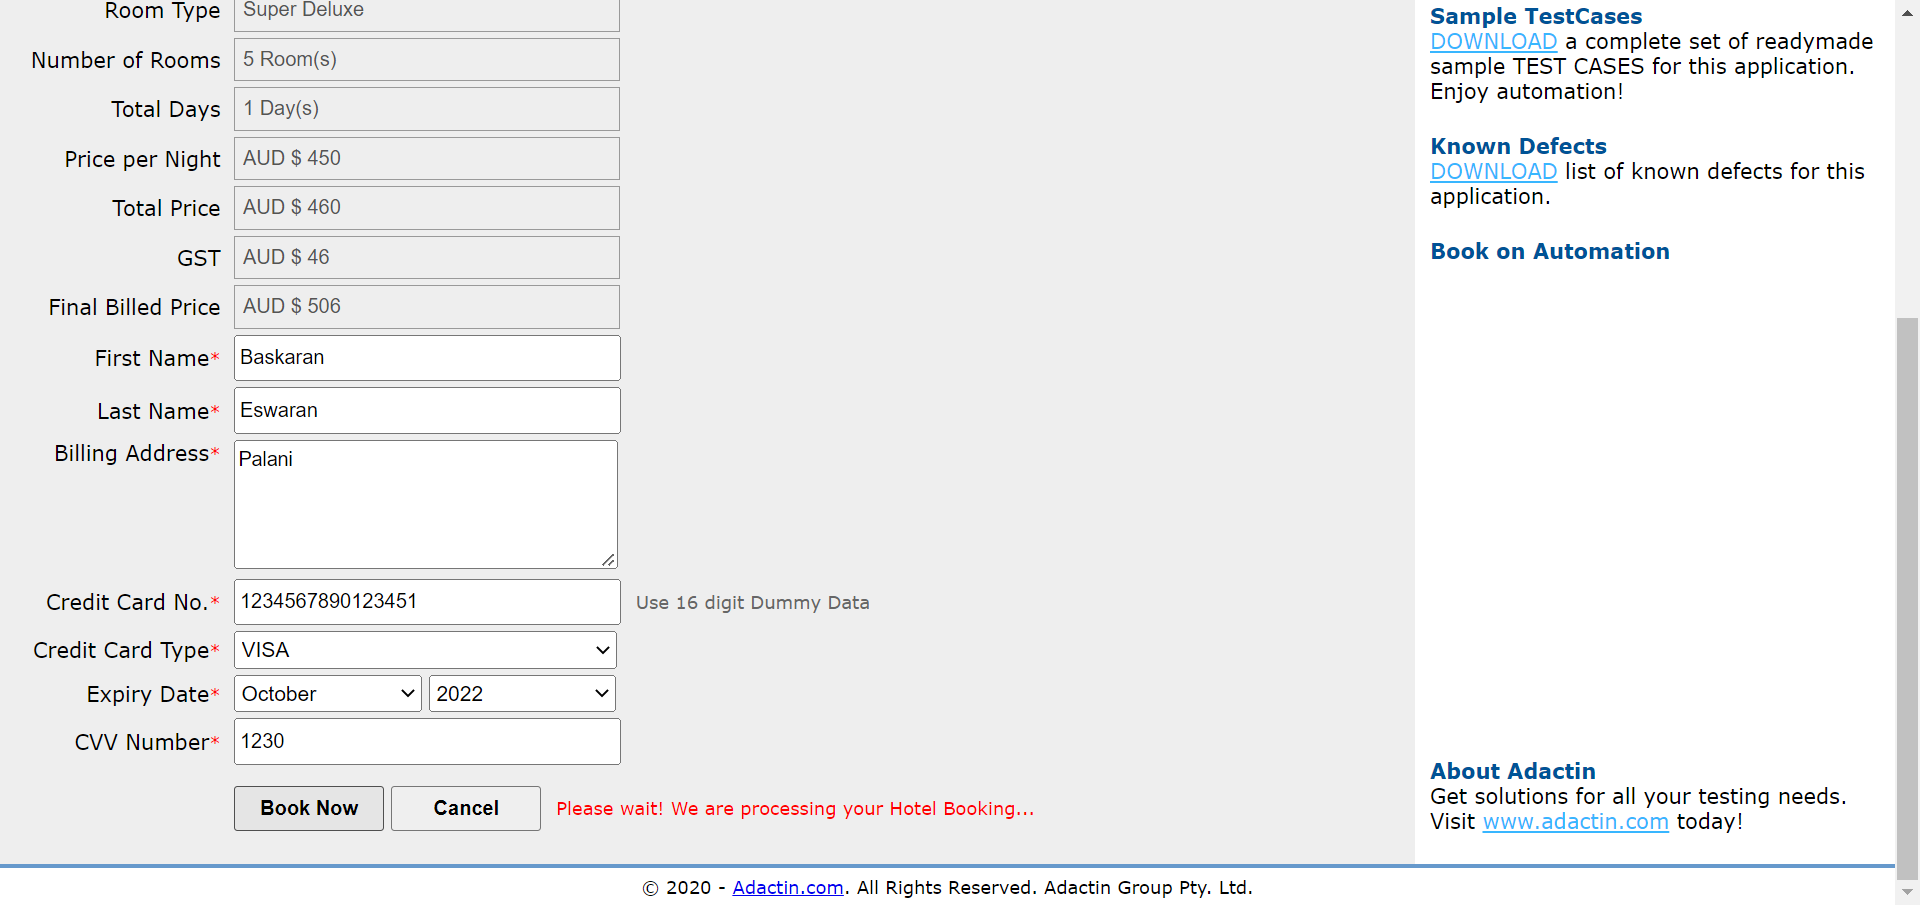 Room Type Super Deluxe
Number of Rooms 5 Room(s)
Total Days 1 Day(s)
Price per Night AUD $ 450
Total Price AUD $ 460
GST AUD $ 46
Final Billed Price AUD $ 506
First Name* Baskaran
Last Name* Eswaran
Billing Address* Palani
Credit Card No.* 1234567890123451 Use 16 digit Dummy Data
Credit Card Type* VISA
Expiry Date* October 2022
CVV Number* 1230
Book Now Cancel Please wait! We are processing your Hotel Booking...
Sample TestCases
DOWNLOAD a complete set of readymade
sample TEST CASES for this application.
Enjoy automation!
Known Defects
DOWNLOAD list of known defects for this
application.
Book on Automation
About Adactin
Get solutions for all your testing needs.
Visit www.adactin.com today!
© 2020 - Adactin.com. All Rights Reserved. Adactin Group Pty. Ltd.